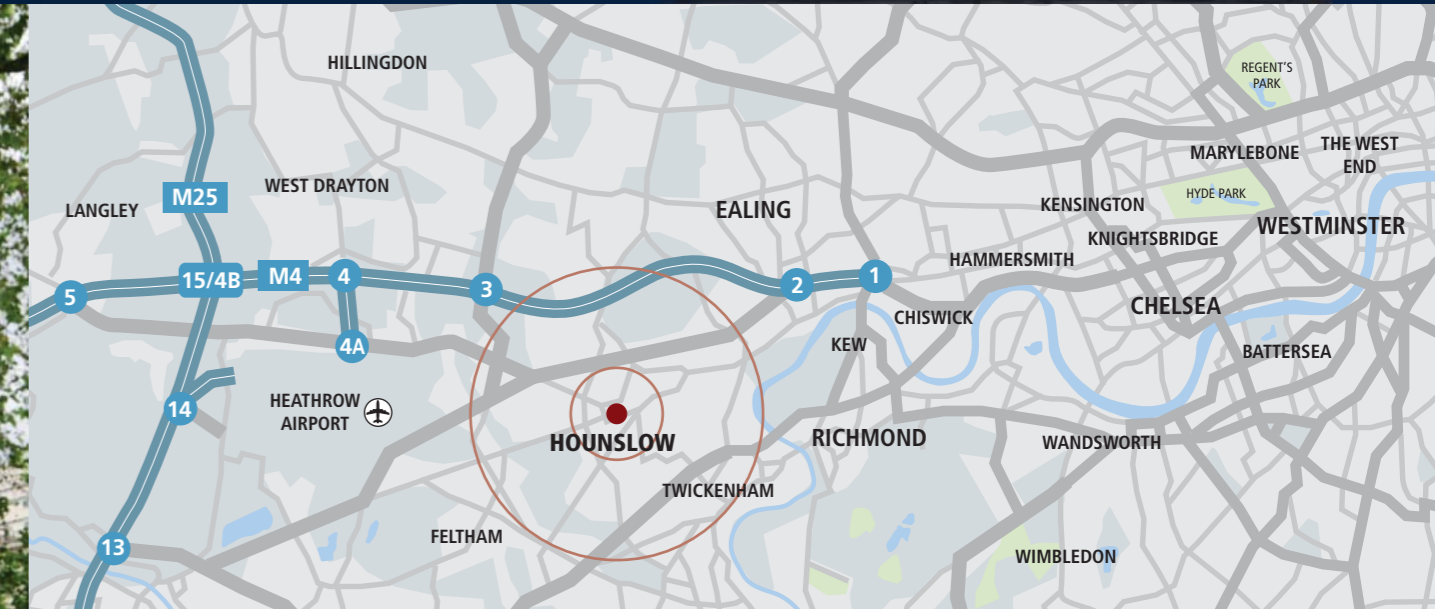 HILLINGDON
REGENT'S
PARK
MARYLEBONE
THE WEST
END
WEST DRAYTON
M25
LANGLEY
EALING
KENSINGTON
HYDE PARK
KNIGHTSBRIDGE
WESTMINSTER
HAMMERSMITH
15/4B
M4
4
3
2
1
5
CHELSEA
CHISWICK
KEW
4A
BATTERSEA
HEATHROW
AIRPORT
14
HOUNSLOW
RICHMOND
WANDSWORTH
TWICKENHAM
FELTHAM
13
WIMBLEDON